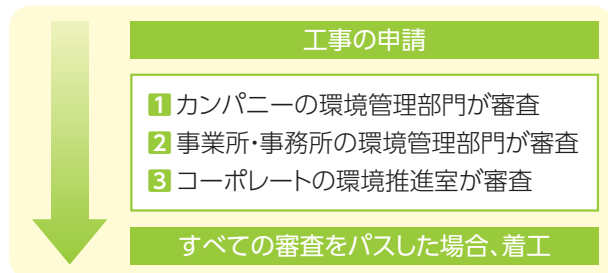 工事の申請
1 カンパニーの環境管理部門が審査
2 事業所・事務所の環境管理部門が審査
3 コーポレートの環境推進室が審査
すべての審査をパスした場合、着工